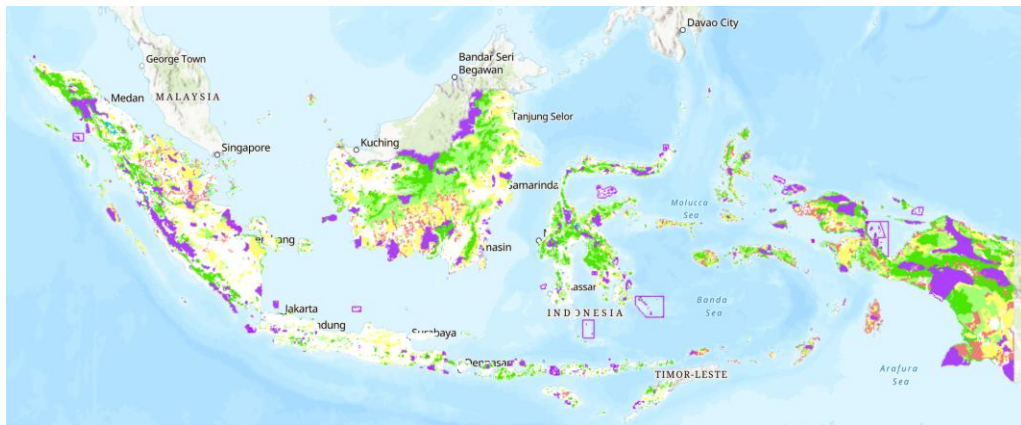 Davao City
Bandar Seri
Begawan
George Town
MALAYSIA
Medan
Tanjung Selor
Kuching
Singapore
Samarinda
Molucca
Sea
Jakarta
Banda
Sea
INDONESIA
Surabaya
Denpasar
TIMOR-LESTE
Arafura
Sea